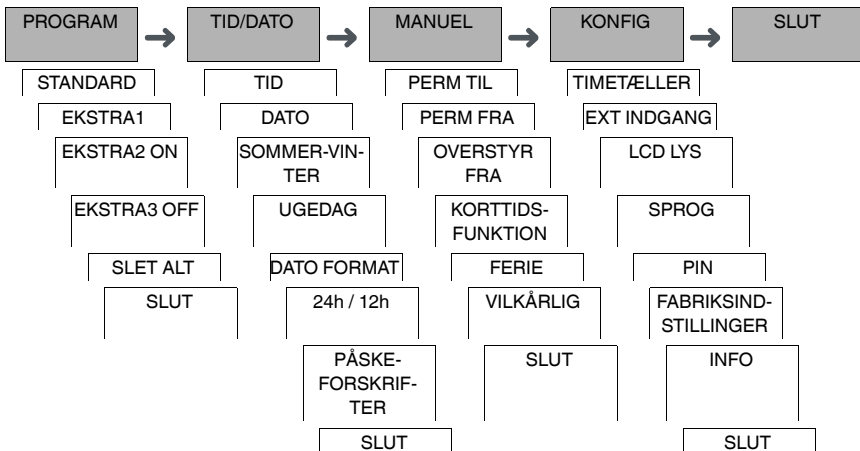 PROGRAM
TID/DATO
MANUEL
KONFIG
SLUT
STANDARD
EKSTRA1
EKSTRA2 ON
EKSTRA3 OFF
SLET ALT
SLUT
TID
DATO
SOMMER-VIN-
TER
UGEDAG
DATO FORMAT
24h / 12h
PÅSKE-
FORSKRIF-
TER
SLUT
PERM TIL
PERM FRA
OVERSTYR
FRA
KORTTIDS-
FUNKTION
FERIE
VILKÅRLIG
SLUT
TIMETÆLLER
EXT INDGANG
LCD LYS
SPROG
PIN
FABRIKSIND-
STILLINGER
INFO
SLUT